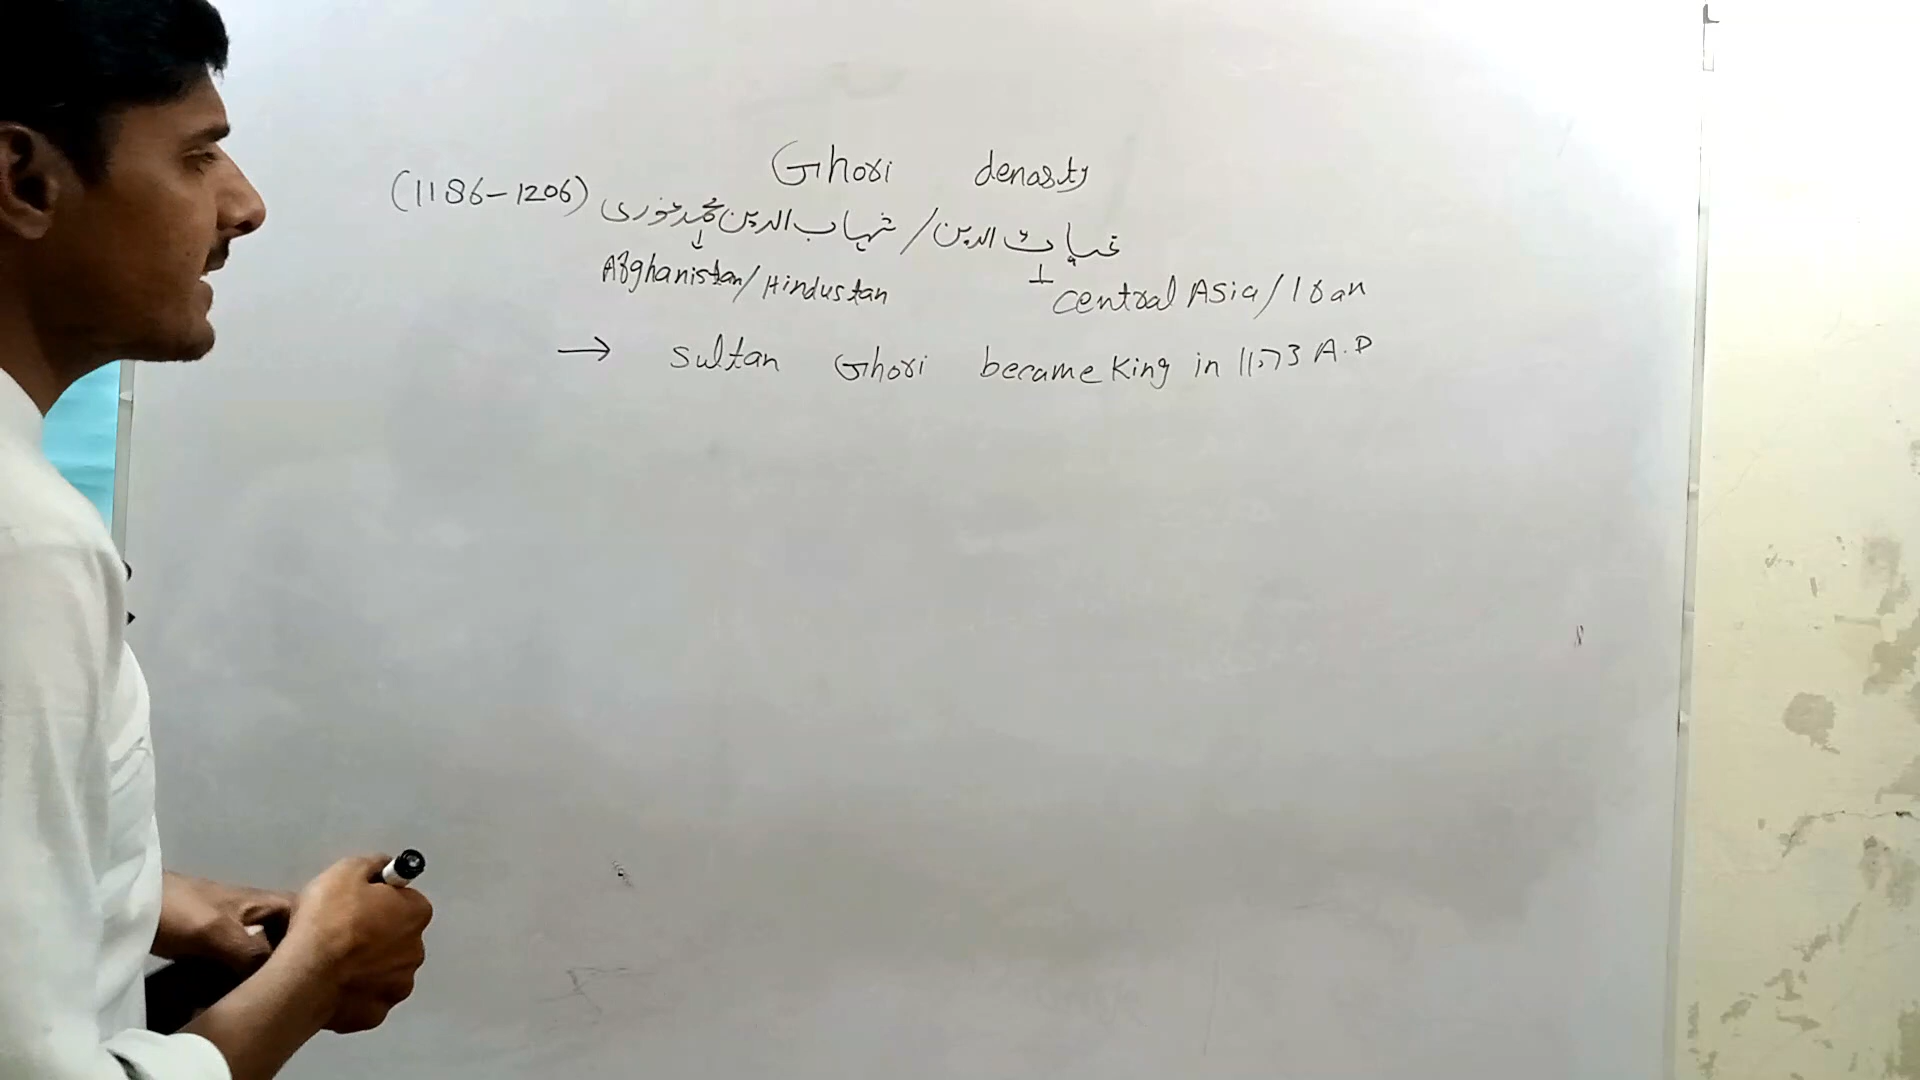 Ghori denasty
(1186-1206) غیاث الدین / شہاب الدین محمد غوری
Afghanistan/Hindustan
Central Asia/Iran
→ Sultan Ghori became King in 1173 A.D